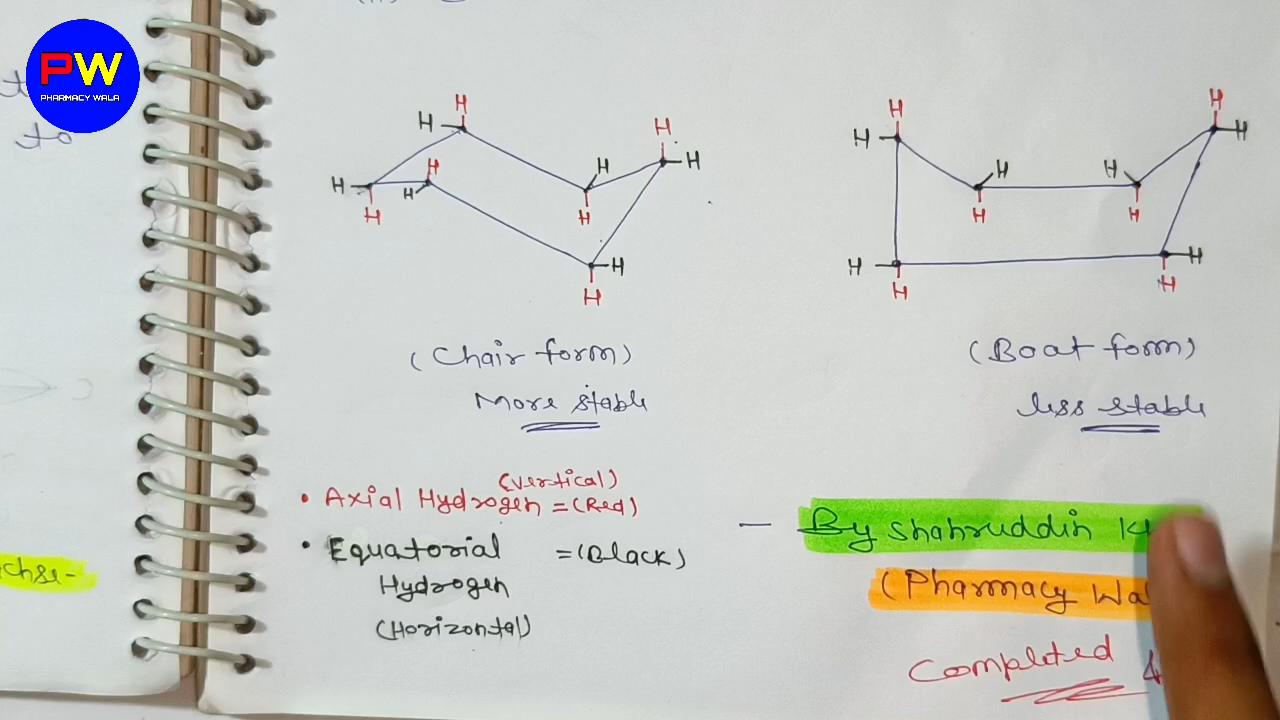 PW
PHARMACY WALA
to
H
H
H
H
H
H
H
H
H
H
H
H
(Chair form)
More stable
H
H
H
H
H
H
H
H
H
H
H
H
(Boat form)
less stable
(Vertical)
• Axial Hydrogen = (Red)
• Equatorial = (Black)
Hydrogen
(Horizontal)
— By Shahruddin
(Pharmacy
Completed